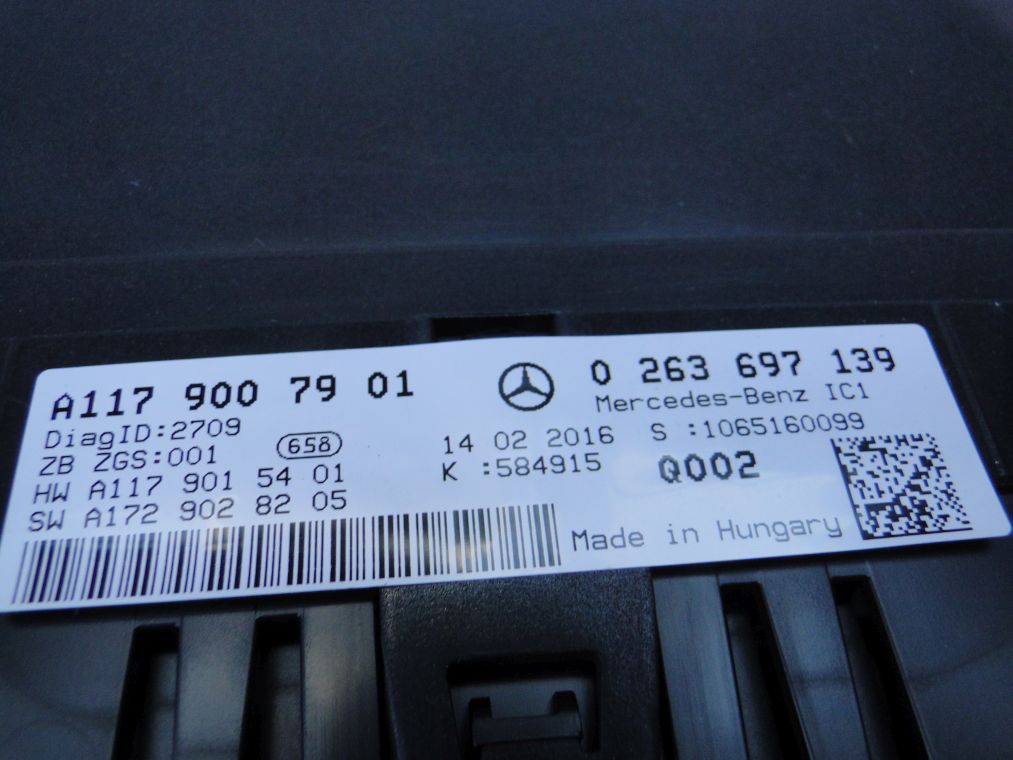 A117 900 79 01
DiagID:2709
ZB ZGS:001
658
HW A117 901 54 01
SW A172 902 82 05
0 263 697 139
Mercedes-Benz IC1
14 02 2016 S :1065160099
K :584915 Q002
Made in Hungary